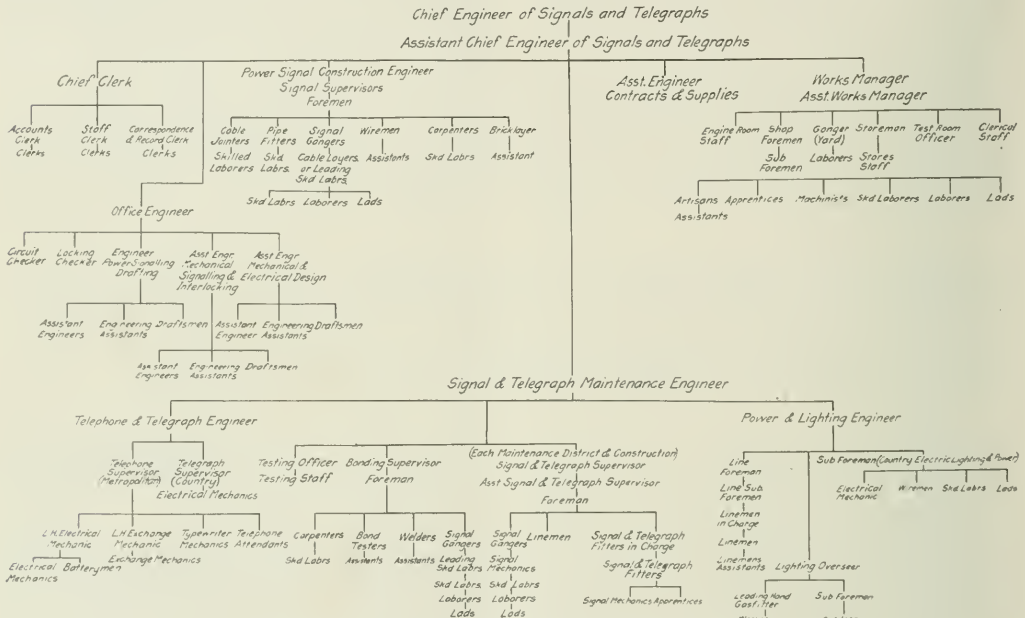 Chief Engineer of Signals and Telegraphs
Assistant Chief Engineer of Signals and Telegraphs
Chief Clerk
Accounts
Clerk
Clerks
Staff
Clerk
Clerks
Correspondence
& Record Clerk
Clerks
Power Signal Construction Engineer
Signal Supervisors
Foremen
Cable
Jointers
Skilled
Laborers
Pipe
Fitters
Skd
Labrs.
Signal
Gangers
Cable Layers
or Leading
Skd Labrs.
Skd Labrs
Laborers
Lads
Wiremen
Assistants
Carpenters
Skd Labrs
Bricklayer
Assistant
Asst. Engineer
Contracts & Supplies
Works Manager
Asst. Works Manager
Engine Room
Staff
Shop
Foremen
Sub
Foremen
Ganger
(Yard)
Laborers
Storeman
Stores
Staff
Test Room
Officer
Clerical
Staff
Artisans
Assistants
Apprentices
Machinists
Skd Laborers
Laborers
Lads
Office Engineer
Circuit
Checker
Locking
Checker
Engineer
Power Signalling
Drafting
Asst Engr
Mechanical
Signalling &
Interlocking
Asst Engr
Mechanical &
Electrical Design
Assistant
Engineers
Engineering
Assistants
Draftsmen
Assistant
Engineer
Engineering
Assistants
Draftsmen
Assistant
Engineers
Engineering
Assistants
Draftsmen
Signal & Telegraph Maintenance Engineer
Telephone & Telegraph Engineer
Telephone
Supervisor
(Metropolitan)
Telegraph
Supervisor
(Country)
Electrical Mechanics
L.H. Electrical
Mechanic
L.H. Exchange
Mechanic
Typewriter
Mechanics
Telephone
Attendants
Electrical
Mechanics
Batterymen
Exchange Mechanics
Testing Officer
Testing Staff
Bonding Supervisor
Foreman
Carpenters
Skd Labrs
Bond
Testers
Assistants
Welders
Assistants
Signal
Gangers
Leading
Skd Labrs
Skd Labrs.
Laborers
Lads
(Each Maintenance District & Construction)
Signal & Telegraph Supervisor
Asst Signal & Telegraph Supervisor
Foreman
Signal
Gangers
Signal
Mechanics
Skd Labrs
Laborers
Lads
Linemen
Signal & Telegraph
Fitters in Charge
Signal & Telegraph
Fitters
Signal Mechanics
Apprentices
Power & Lighting Engineer
Line
Foreman
Line Sub
Foremen
Linemen
in Charge
Linemen
Linemens
Assistants
Sub Foreman (Country Electric Lighting & Power)
Electrical
Mechanic
Wiremen
Skd Labrs
Lads
Lighting Overseer
Leading Hand
Gasfitter
Sub Foreman